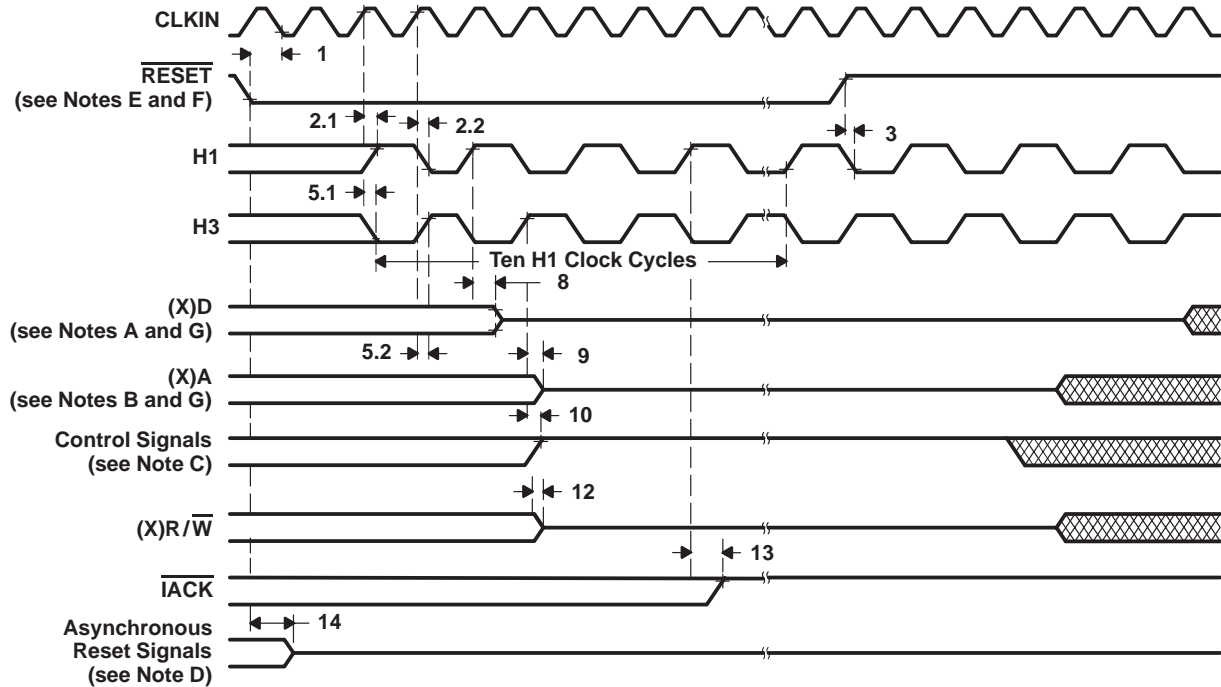 CLKIN
1
RESET
(see Notes E and F)
2.1
2.2
3
H1
5.1
H3
Ten H1 Clock Cycles
8
(X)D
(see Notes A and G)
5.2
9
(X)A
(see Notes B and G)
10
Control Signals
(see Note C)
12
(X)R/W
13
IACK
14
Asynchronous
Reset Signals
(see Note D)